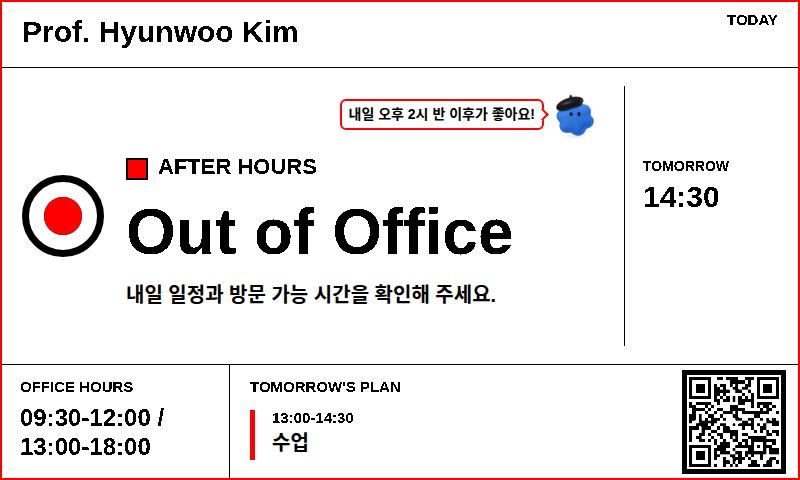 Prof. Hyunwoo Kim
TODAY
내일 오후 2시 반 이후가 좋아요!
AFTER HOURS
Out of Office
내일 일정과 방문 가능 시간을 확인해 주세요.
TOMORROW
14:30
OFFICE HOURS
09:30-12:00 /
13:00-18:00
TOMORROW'S PLAN
13:00-14:30
수업